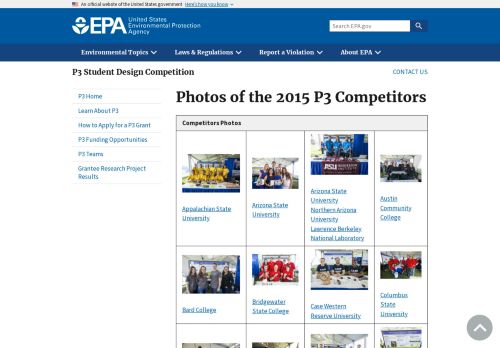 An official website of the United States government Here's how you know
EPA United States
Environmental Protection
Agency
Search EPA.gov
Environmental Topics
Laws & Regulations
Report a Violation
About EPA
P3 Student Design Competition
CONTACT US
P3 Home
Learn About P3
How to Apply for a P3 Grant
P3 Funding Opportunities
P3 Teams
Grantee Research Project
Results
Photos of the 2015 P3 Competitors
Competitors Photos
Appalachian State
University
Arizona State
University
Arizona State
University
Northern Arizona
University
Lawrence Berkeley
National Laboratory
Austin
Community
College
Bard College
Bridgewater
State College
Case Western
Reserve University
Columbus
State
University